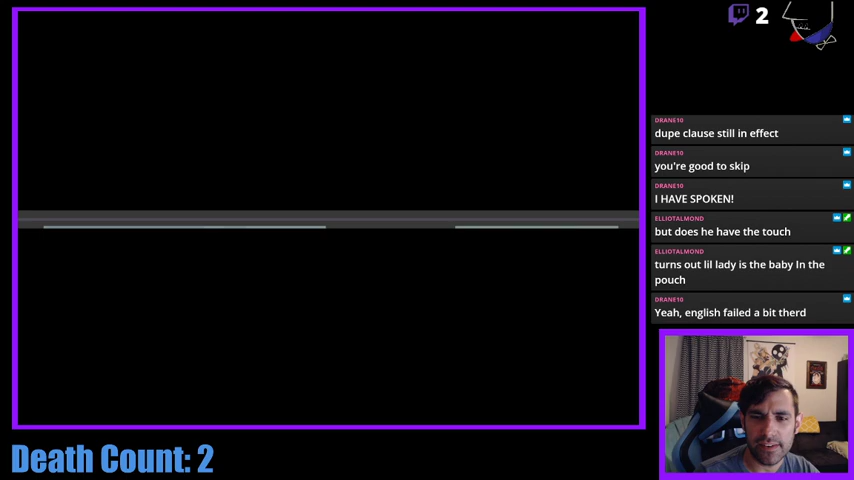 2
DRANE10
dupe clause still in effect
DRANE10
you're good to skip
DRANE10
I HAVE SPOKEN!
ELLIOTALMOND
but does he have the touch
ELLIOTALMOND
turns out lil lady is the baby In the
pouch
DRANE10
Yeah, english failed a bit therd
Death Count: 2